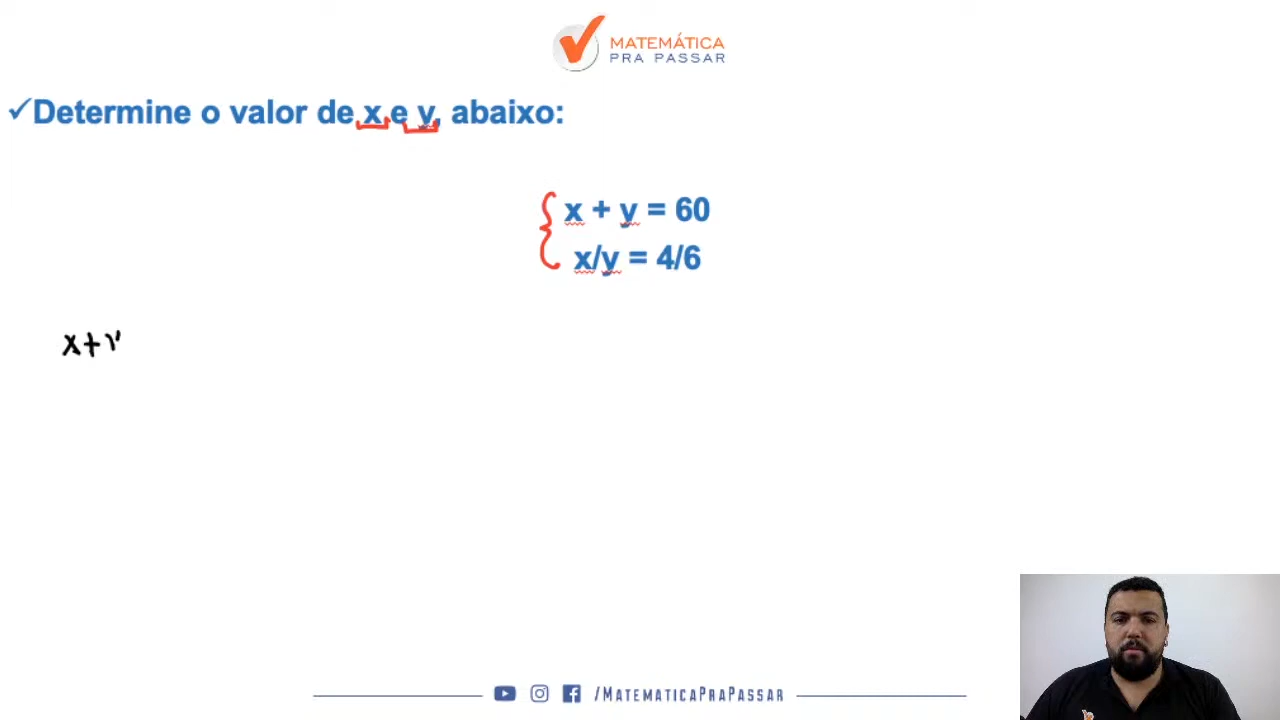 MATEMÁTICA
PRA PASSAR
✓Determine o valor de x e y, abaixo:
x + y = 60
x/y = 4/6
x+y
/MATEMATICAPRAPASSAR